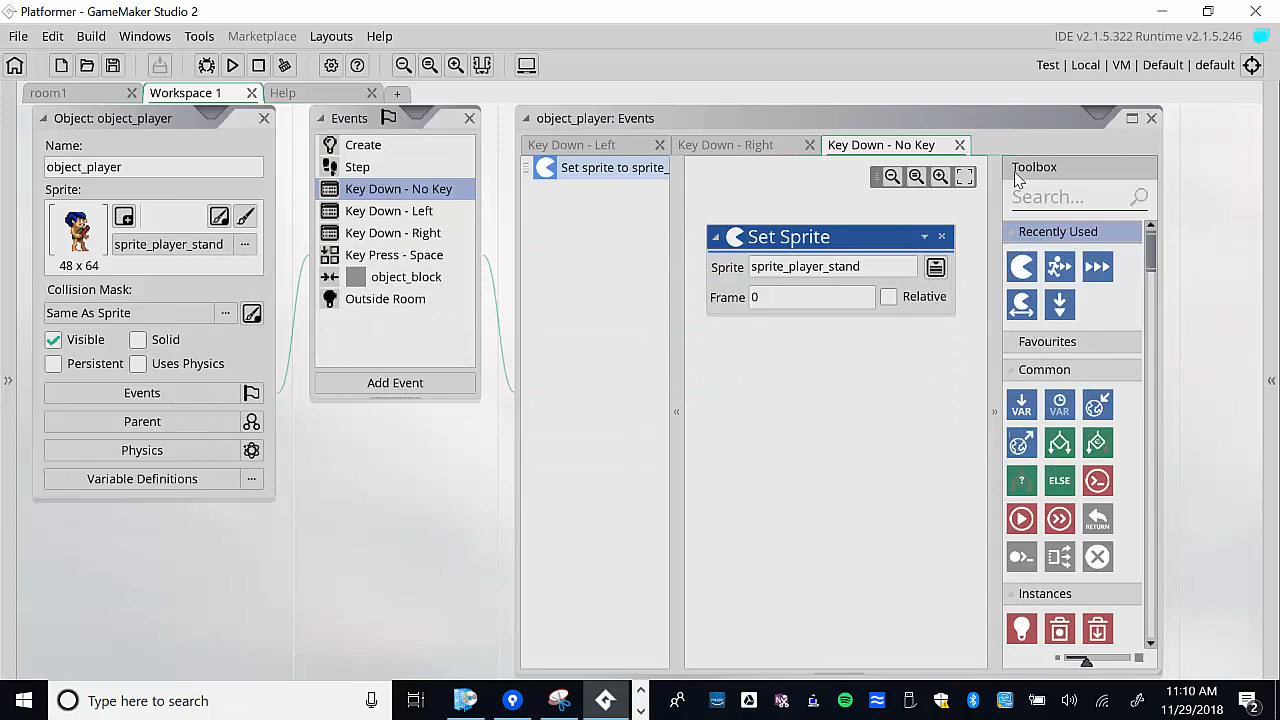 Platformer - GameMaker Studio 2
File Edit Build Windows Tools Marketplace Layouts Help
IDE v2.1.5.322 Runtime v2.1.5.246
Test | Local | VM | Default | default
room1
Workspace 1
Help
Object: object_player
Name:
object_player
Sprite:
sprite_player_stand
48 x 64
Collision Mask:
Same As Sprite
Visible
Solid
Persistent
Uses Physics
Events
Parent
Physics
Variable Definitions
Events
Create
Step
Key Down - No Key
Key Down - Left
Key Down - Right
Key Press - Space
object_block
Outside Room
Add Event
object_player: Events
Key Down - Left
Key Down - Right
Key Down - No Key
Set sprite to sprite_
Set Sprite
Sprite sprite_player_stand
Frame 0
Relative
Toolbox
Search...
Recently Used
Favourites
Common
VAR
VAR
ELSE
RETURN
Instances
Type here to search
11:10 AM
11/29/2018
2